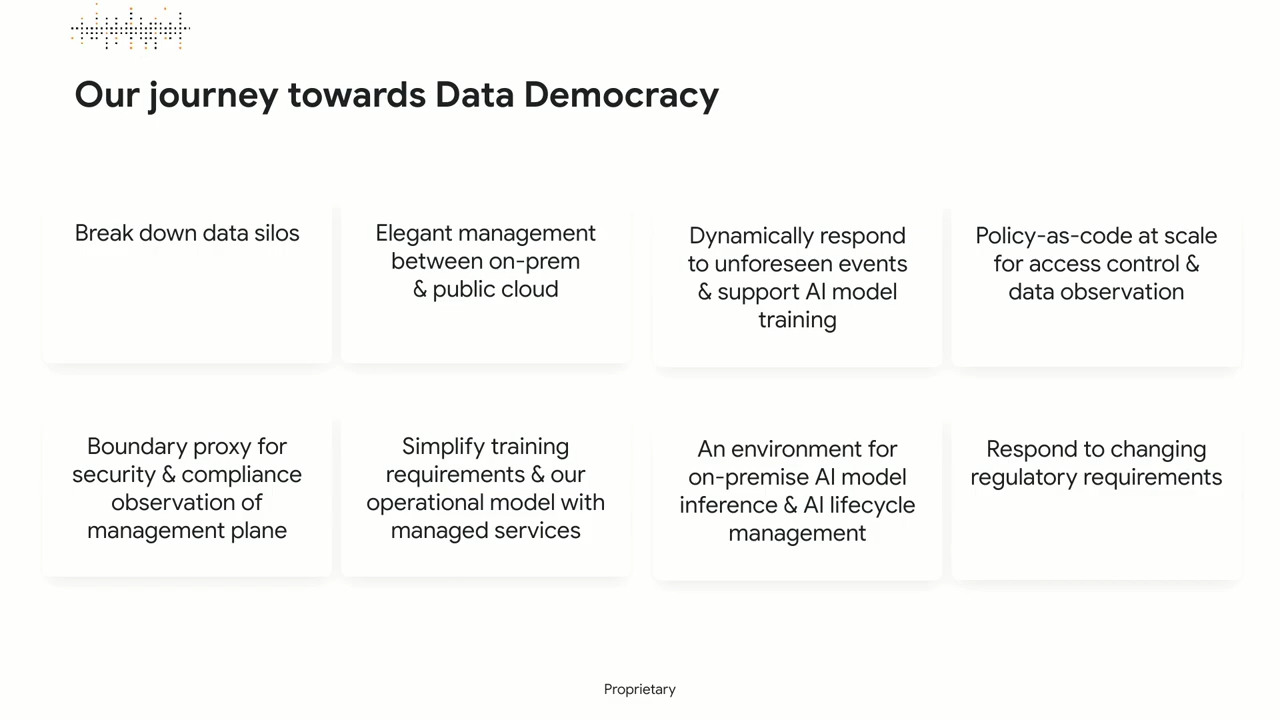 Our journey towards Data Democracy
Break down data silos
Elegant management
between on-prem
& public cloud
Dynamically respond
to unforeseen events
& support AI model
training
Policy-as-code at scale
for access control &
data observation
Boundary proxy for
security & compliance
observation of
management plane
Simplify training
requirements & our
operational model with
managed services
An environment for
on-premise AI model
inference & AI lifecycle
management
Respond to changing
regulatory requirements
Proprietary